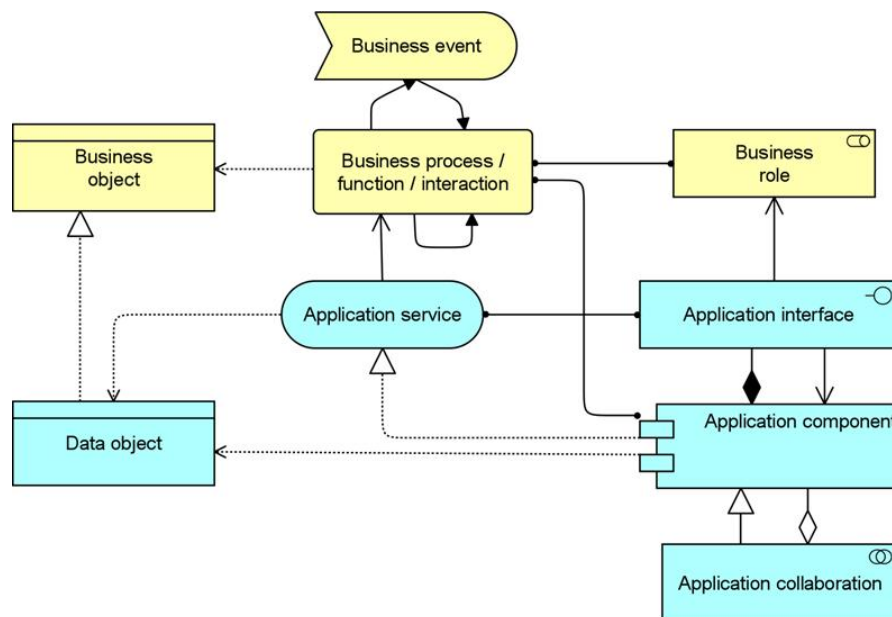 Business event
Business
object
Business process /
function / interaction
Business
role
Application service
Application interface
Data object
Application component
Application collaboration